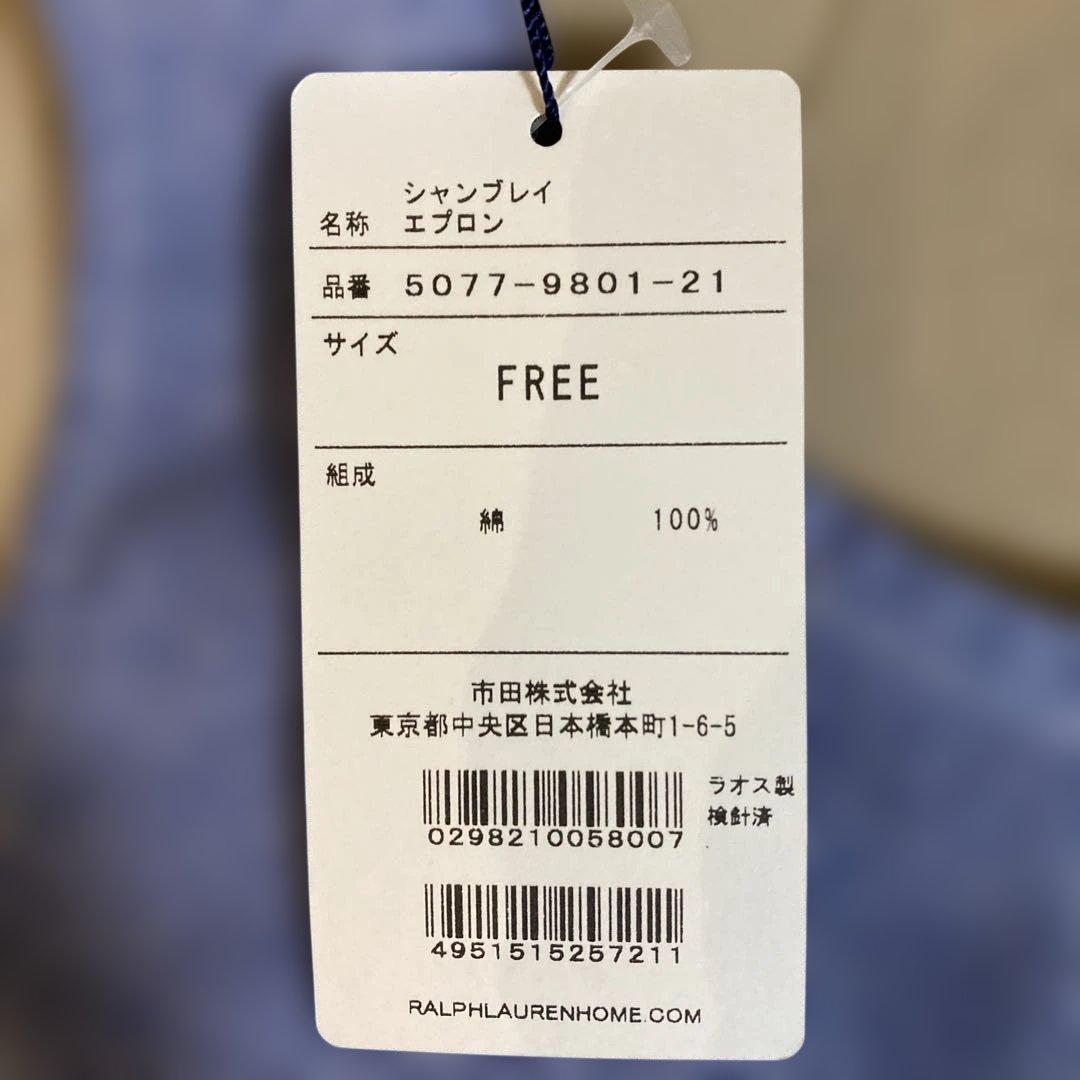 シャンブレイ
名称 エプロン
品番 5077-9801-21
サイズ
FREE
組成
綿 100%
市田株式会社
東京都中央区日本橋本町1-6-5
ラオス製
検針済
0298210058007
4951515257211
RALPHLAURENHOME.COM